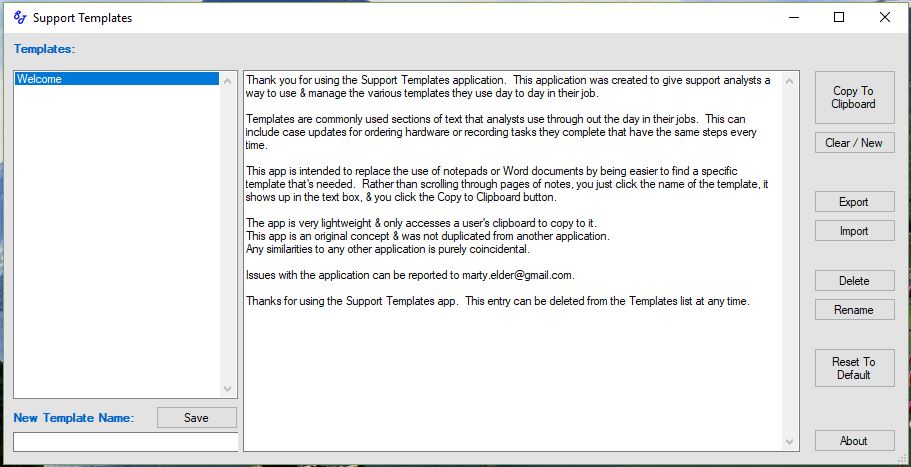 Support Templates
Templates:
Welcome
Thank you for using the Support Templates application.  This application was created to give support analysts a
way to use & manage the various templates they use day to day in their job.
Templates are commonly used sections of text that analysts use through out the day in their jobs.  This can
include case updates for ordering hardware or recording tasks they complete that have the same steps every
time.
This app is intended to replace the use of notepads or Word documents by being easier to find a specific
template that's needed.  Rather than scrolling through pages of notes, you just click the name of the template, it
shows up in the text box, & you click the Copy to Clipboard button.
The app is very lightweight & only accesses a user's clipboard to copy to it.
This app is an original concept & was not duplicated from another application.
Any similarities to any other application is purely coincidental.
Issues with the application can be reported to marty.elder@gmail.com.
Thanks for using the Support Templates app.  This entry can be deleted from the Templates list at any time.
Copy To
Clipboard
Clear / New
Export
Import
Delete
Rename
Reset To
Default
About
New Template Name:
Save